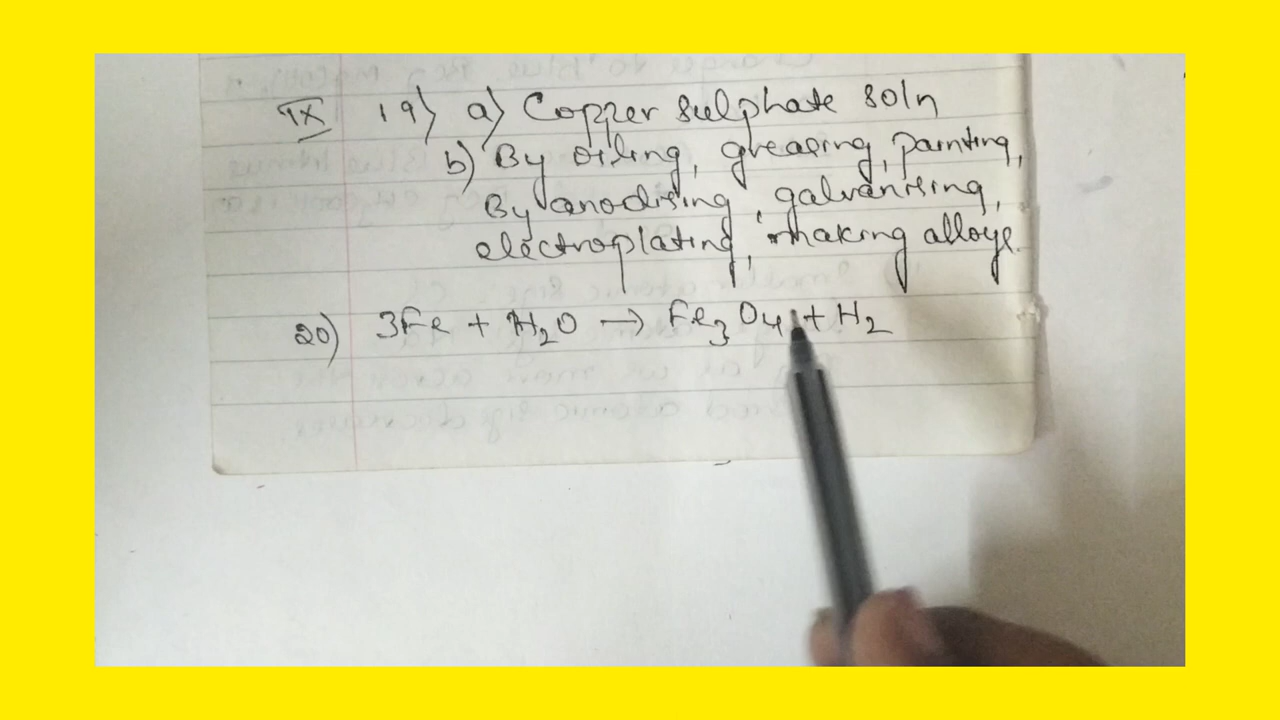 IX 19) a) Copper sulphate soln
b) By oiling, greasing, painting,
By anodising, galvanising,
electroplating, making alloys.
20) 3Fe + H₂O → Fe₃O₄ + H₂